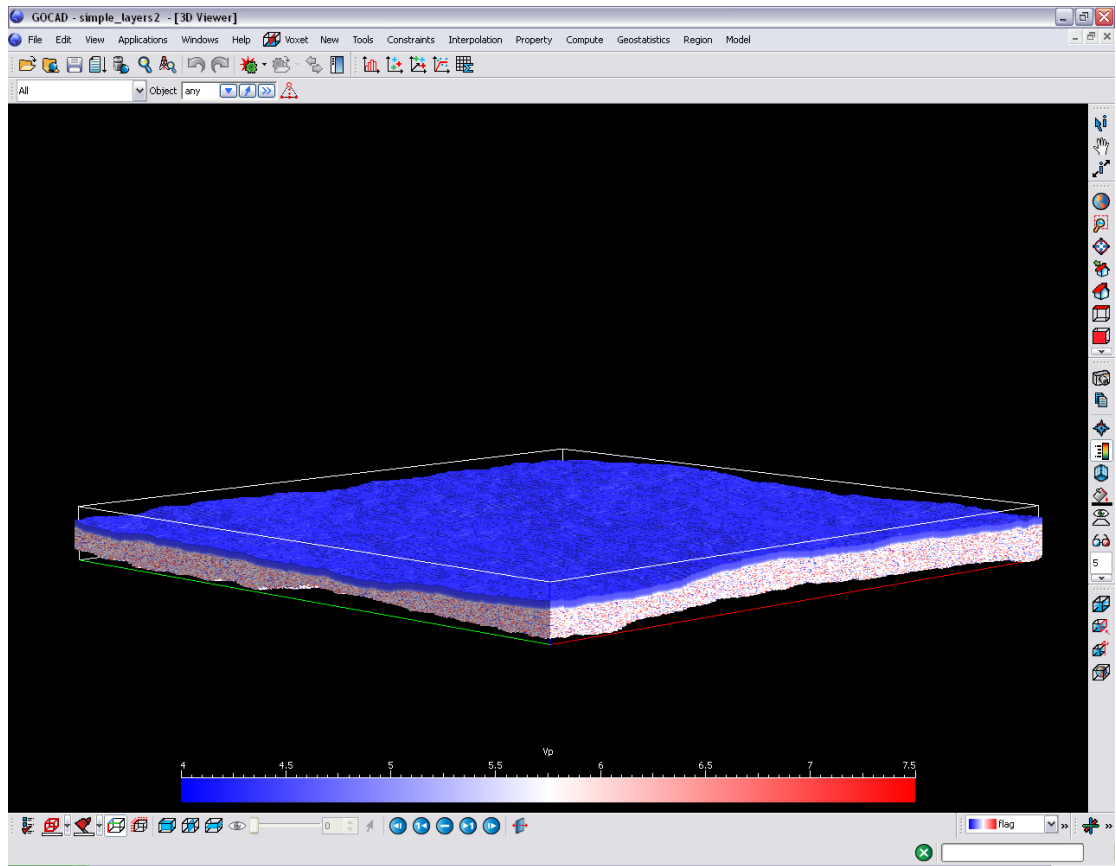 GOCAD - simple_layers2 - [3D Viewer]
File Edit View Applications Windows Help Voxet New Tools Constraints Interpolation Property Compute Geostatistics Region Model
All Object any
5
Vp
4 4.5 5 5.5 6 6.5 7 7.5
0 flag